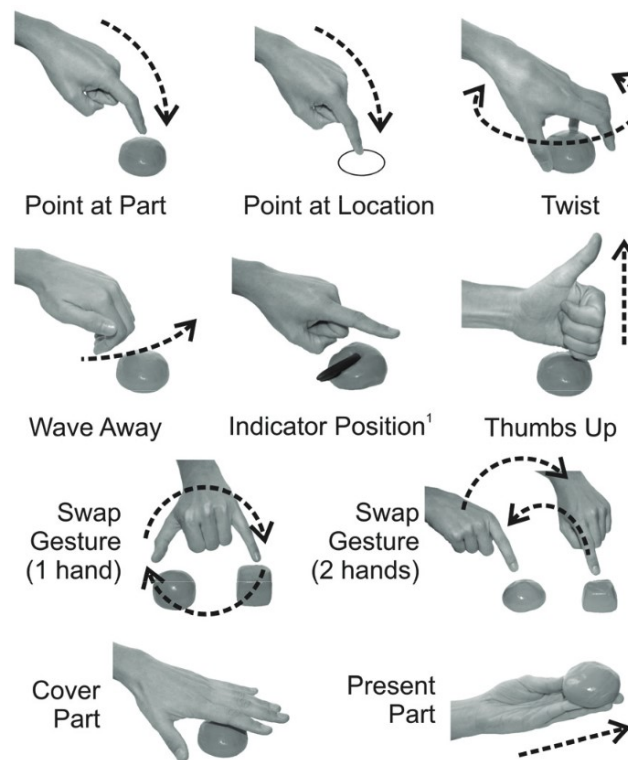 Point at Part
Point at Location
Twist
Wave Away
Indicator Position¹
Thumbs Up
Swap
Gesture
(1 hand)
Swap
Gesture
(2 hands)
Cover
Part
Present
Part